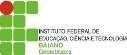 INSTITUTO FEDERAL DE
EDUCAÇÃO, CIÊNCIA E TECNOLOGIA
BAIANO